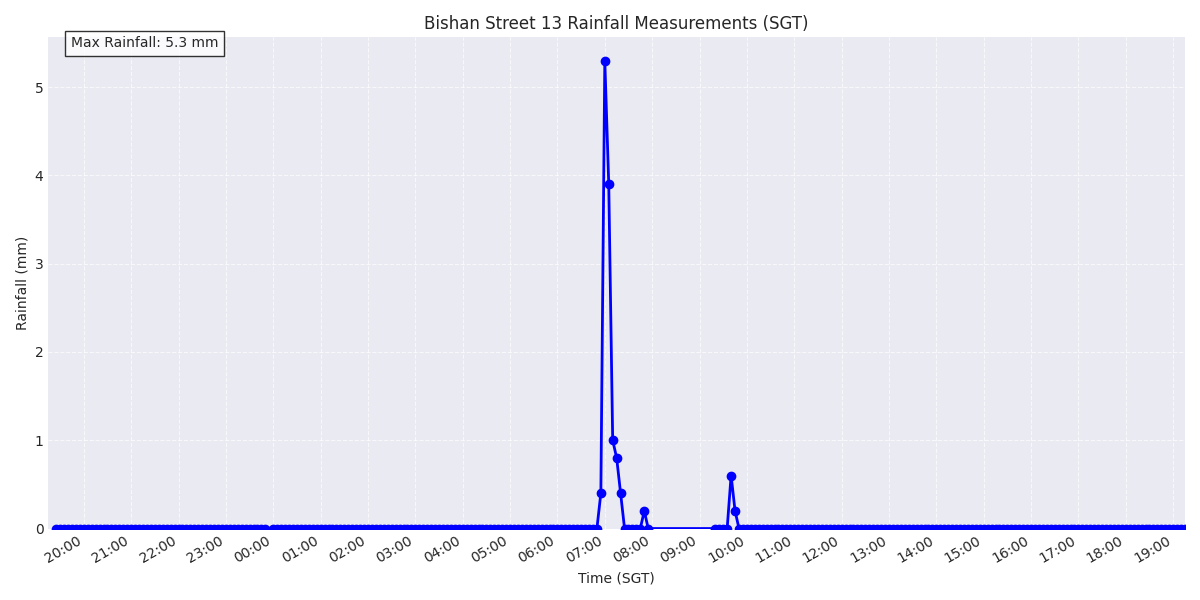 Bishan Street 13 Rainfall Measurements (SGT)
Max Rainfall: 5.3 mm
Rainfall (mm)
5
4
3
2
1
0
20:00 21:00 22:00 23:00 00:00 01:00 02:00 03:00 04:00 05:00 06:00 07:00 08:00 09:00 10:00 11:00 12:00 13:00 14:00 15:00 16:00 17:00 18:00 19:00
Time (SGT)